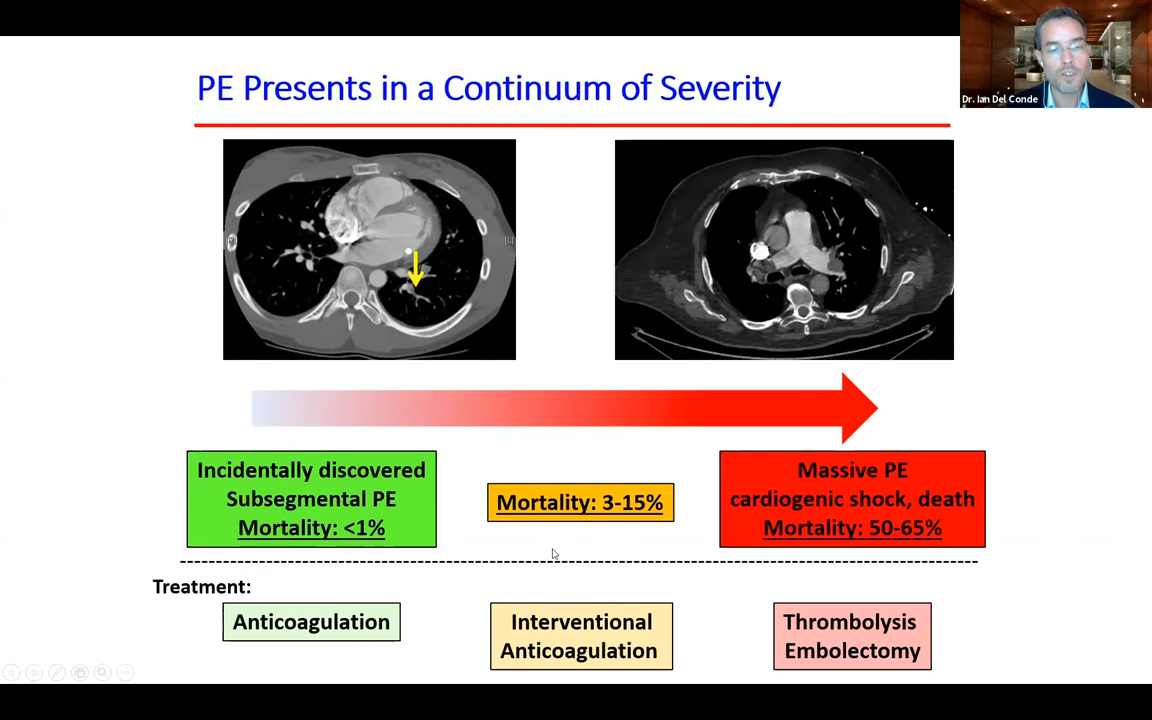 Dr. Ian Del Conde
PE Presents in a Continuum of Severity
Incidentally discovered
Subsegmental PE
Mortality: <1%
Mortality: 3-15%
Massive PE
cardiogenic shock, death
Mortality: 50-65%
Treatment:
Anticoagulation
Interventional
Anticoagulation
Thrombolysis
Embolectomy